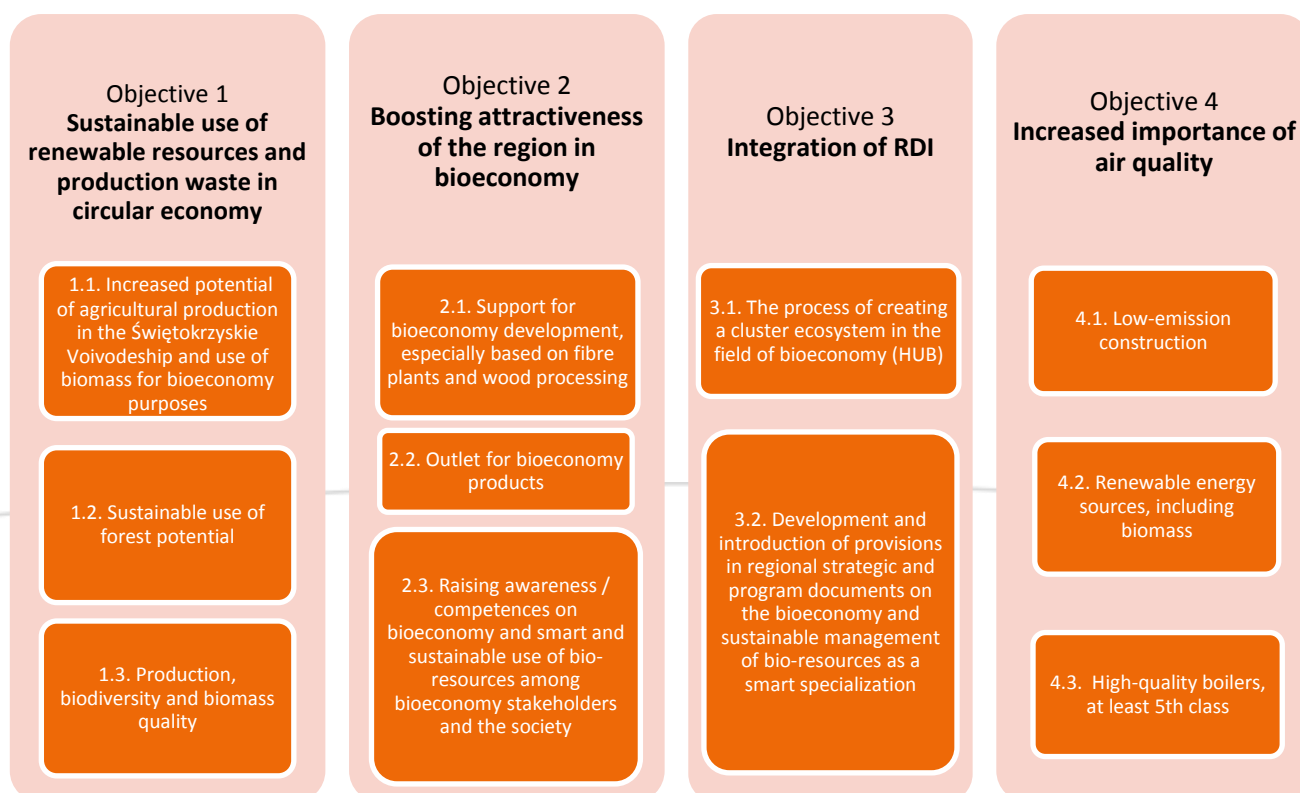 Objective 1
Sustainable use of
renewable resources and
production waste in
circular economy
1.1. Increased potential
of agricultural production
in the Świętokrzyskie
Voivodeship and use of
biomass for bioeconomy
purposes
1.2. Sustainable use of
forest potential
1.3. Production,
biodiversity and biomass
quality
Objective 2
Boosting attractiveness
of the region in
bioeconomy
2.1. Support for
bioeconomy development,
especially based on fibre
plants and wood processing
2.2. Outlet for bioeconomy
products
2.3. Raising awareness /
competences on
bioeconomy and smart and
sustainable use of bio-
resources among
bioeconomy stakeholders
and the society
Objective 3
Integration of RDI
3.1. The process of creating
a cluster ecosystem in the
field of bioeconomy (HUB)
3.2. Development and
introduction of provisions
in regional strategic and
program documents on
the bioeconomy and
sustainable management
of bio-resources as a
smart specialization
Objective 4
Increased importance of
air quality
4.1. Low-emission
construction
4.2. Renewable energy
sources, including
biomass
4.3. High-quality boilers,
at least 5th class